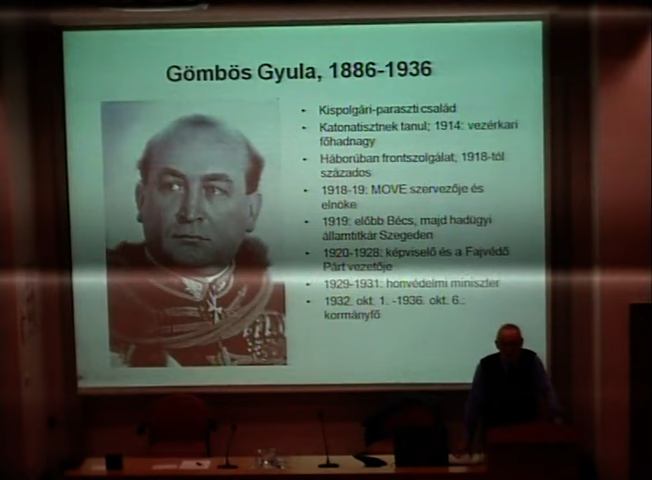 Gömbös Gyula, 1886-1936
• Kispolgári-paraszti család
• Katonatisztnek tanul; 1914: vezérkari
főhadnagy
• Háborúban frontszolgálat, 1918-tól
százados
• 1918-19: MOVE szervezője és
elnöke
• 1919: előbb Bécs, majd hadügyi
államtitkár Szegeden
• 1920-1928: képviselő és a Fajvédő
Párt vezetője
• 1929-1931: honvédelmi miniszter
• 1932. okt. 1. -1936. okt. 6.:
kormányfő